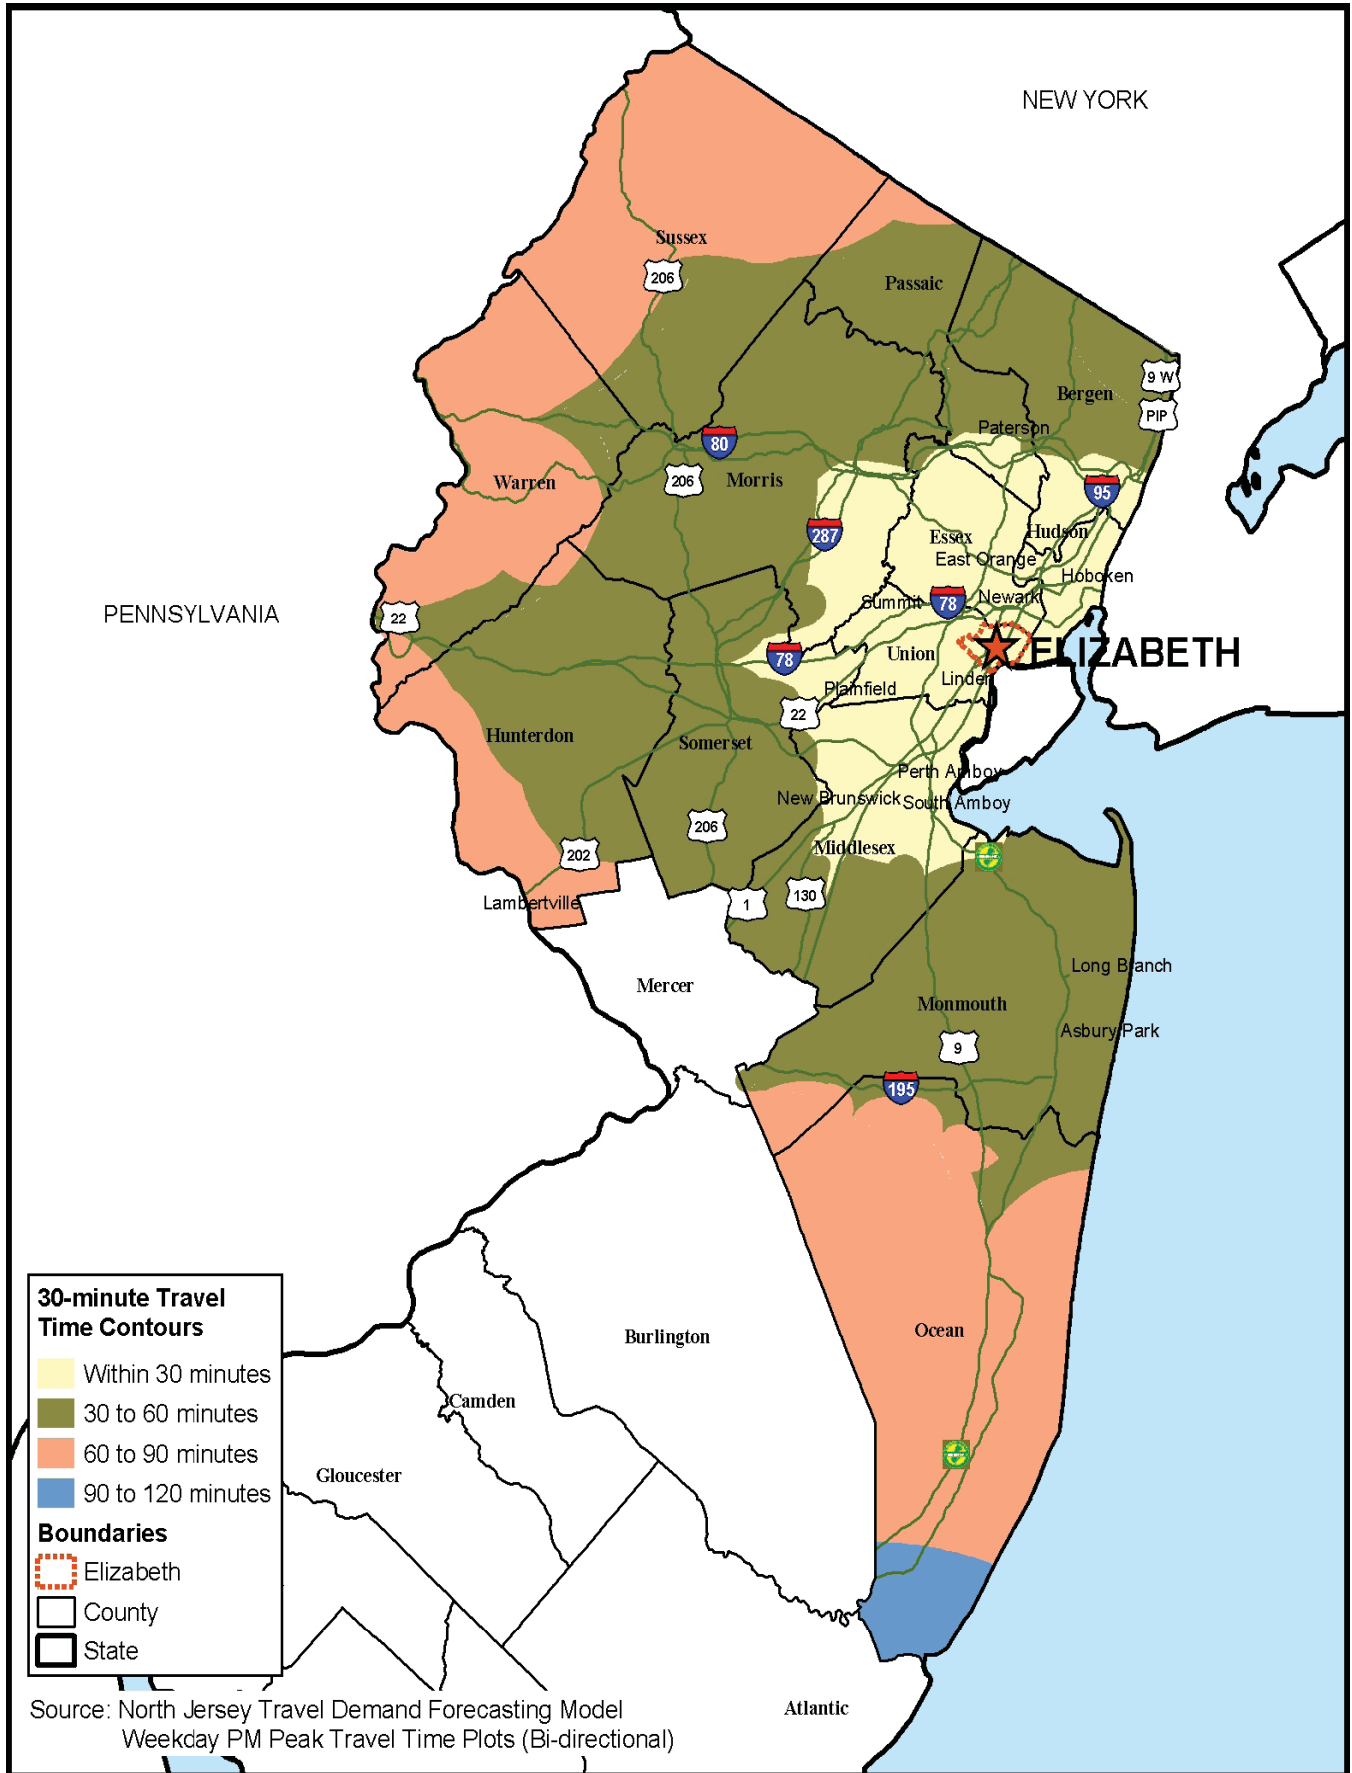 NEW YORK
Sussex
206
Passaic
9 W
PIP
Bergen
Paterson
80
206
Morris
Warren
95
287
Essex
Hudson
East Orange
Hoboken
PENNSYLVANIA
22
Summit
78
Newark
ELIZABETH
78
Union
Linden
Plainfield
22
Hunterdon
Somerset
Perth Amboy
New Brunswick
South Amboy
206
Middlesex
202
130
1
Lambertville
Long Branch
Mercer
Monmouth
Asbury Park
9
195
Ocean
Burlington
Camden
Gloucester
Atlantic
30-minute Travel
Time Contours
Within 30 minutes
30 to 60 minutes
60 to 90 minutes
90 to 120 minutes
Boundaries
Elizabeth
County
State
Source: North Jersey Travel Demand Forecasting Model
Weekday PM Peak Travel Time Plots (Bi-directional)